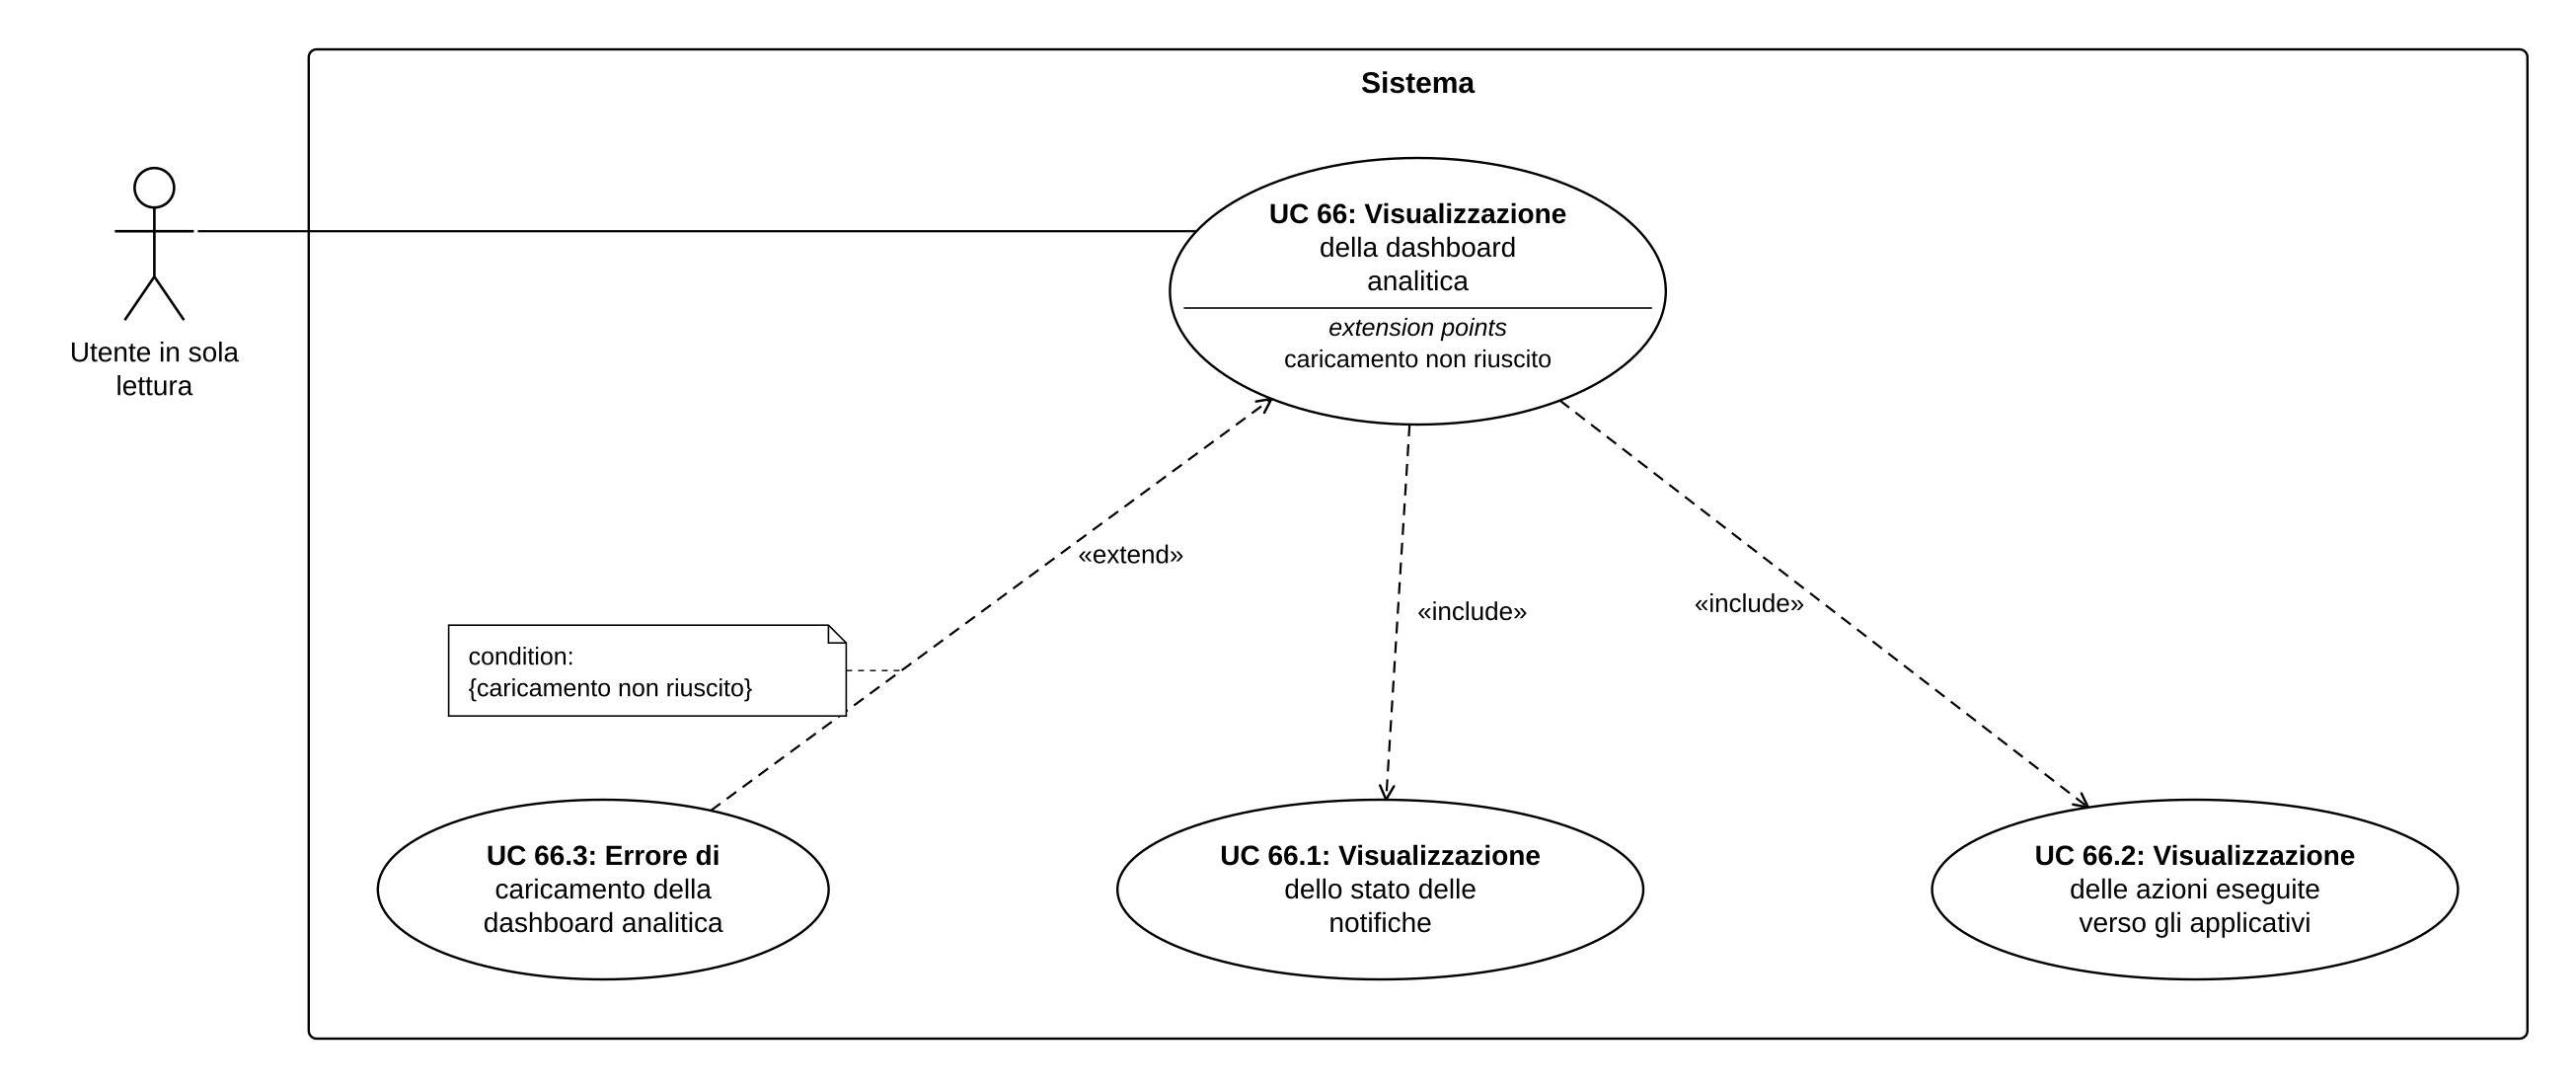 Sistema
UC 66: Visualizzazione
della dashboard
analitica
extension points
caricamento non riuscito
Utente in sola
lettura
«extend»
«include»
«include»
condition:
{caricamento non riuscito}
UC 66.3: Errore di
caricamento della
dashboard analitica
UC 66.1: Visualizzazione
dello stato delle
notifiche
UC 66.2: Visualizzazione
delle azioni eseguite
verso gli applicativi